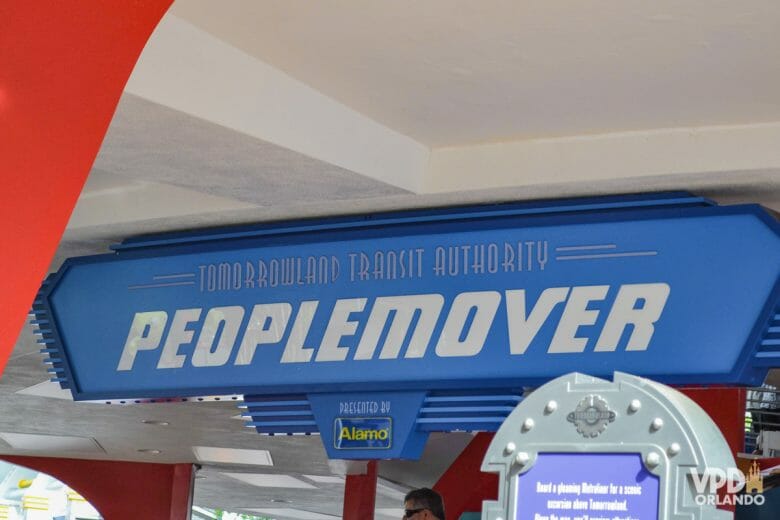 TOMORROWLAND TRANSIT AUTHORITY
PEOPLEMOVER
PRESENTED BY
Alamo
Board a gleaming Metroliner for a scenic
excursion above Tomorrowland.
VPD
ORLANDO